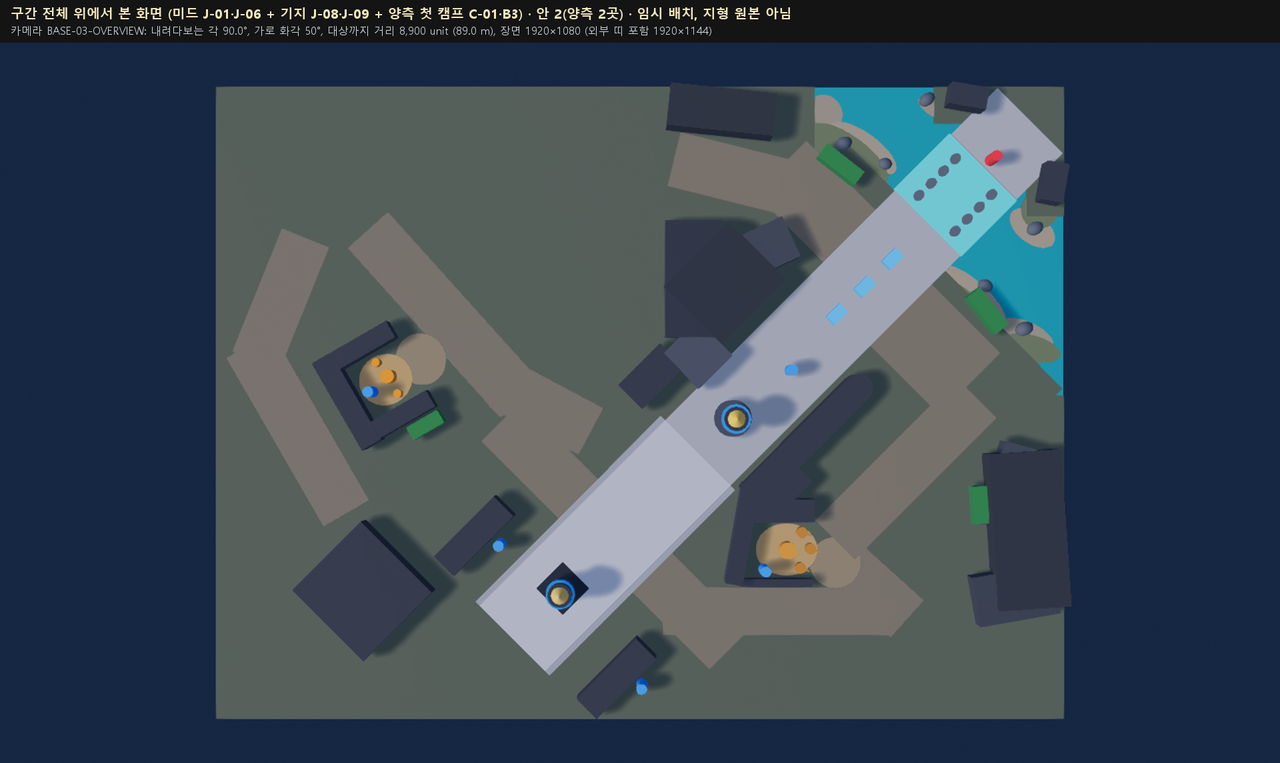 구간 전체 위에서 본 화면 (미드 J-01·J-06 + 기지 J-08·J-09 + 양측 첫 캠프 C-01·B3) · 안 2(양측 2곳) · 임시 배치, 지형 원본 아님
카메라 BASE-03-OVERVIEW: 내려다보는 각 90.0°, 가로 화각 50°, 대상까지 거리 8,900 unit (89.0 m), 장면 1920×1080 (외부 띠 포함 1920×1144)